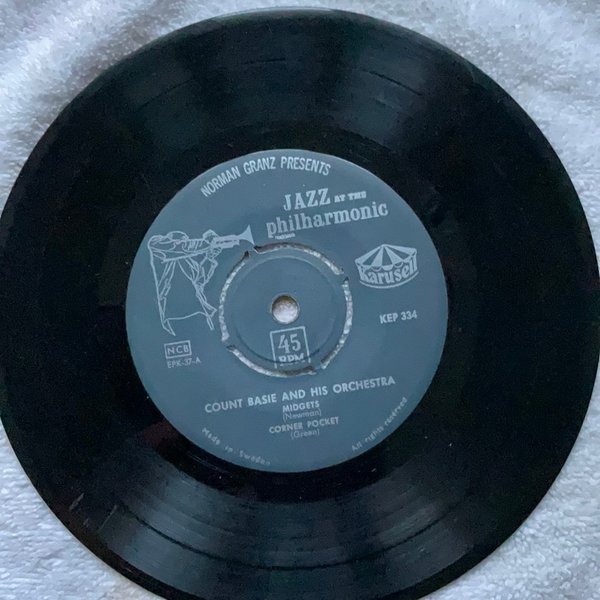 NORMAN GRANZ PRESENTS
JAZZ AT THE
philharmonic
Karusell
KEP 334
NCB
EPK-37-A
45
RPM
COUNT BASIE AND HIS ORCHESTRA
MIDGETS
(Newman)
CORNER POCKET
(Green)
Made in Sweden
All rights reserved